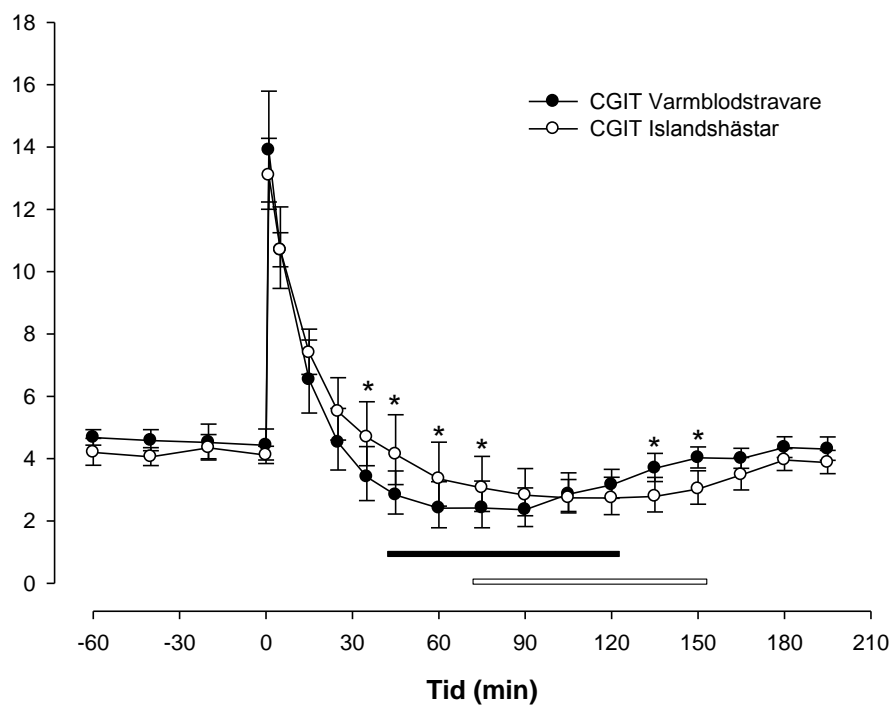 18
16
14
12
10
8
6
4
2
0
CGIT Varmblodstravare
CGIT Islandshästar
* * * * * *
-60 -30 0 30 60 90 120 150 180 210
Tid (min)